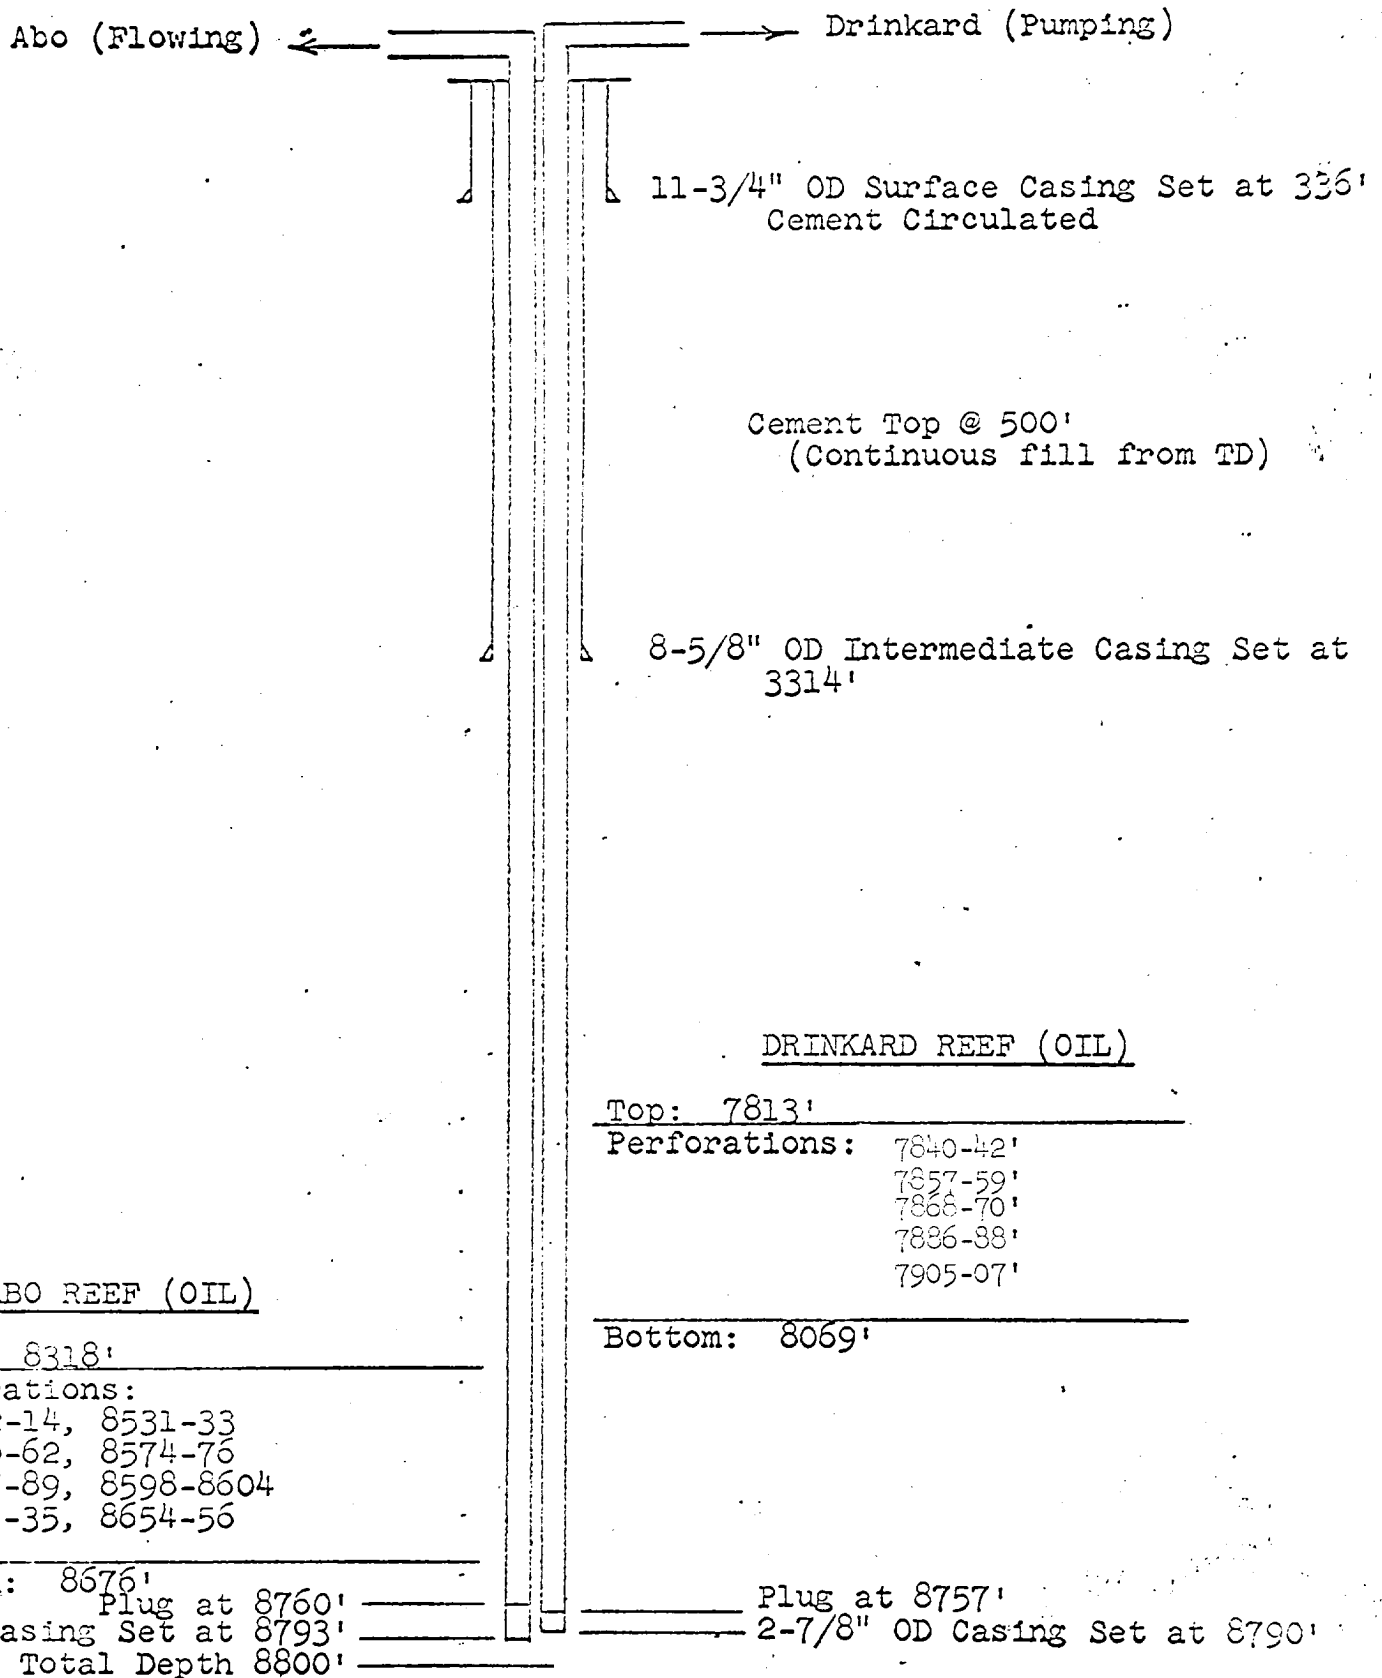 Abo (Flowing)
Drinkard (Pumping)
11-3/4" OD Surface Casing Set at 336'
Cement Circulated
Cement Top @ 500'
(Continuous fill from TD)
8-5/8" OD Intermediate Casing Set at
3314'
DRINKARD REEF (OIL)
Top: 7813'
Perforations: 7840-42'
7857-59'
7868-70'
7886-88'
7905-07'
Bottom: 8069'
BO REEF (OIL)
8318'
ations:
-14, 8531-33
-62, 8574-76
-89, 8598-8604
-35, 8654-56
: 8676'
Plug at 8760'
asing Set at 8793'
Total Depth 8800'
Plug at 8757'
2-7/8" OD Casing Set at 8790'